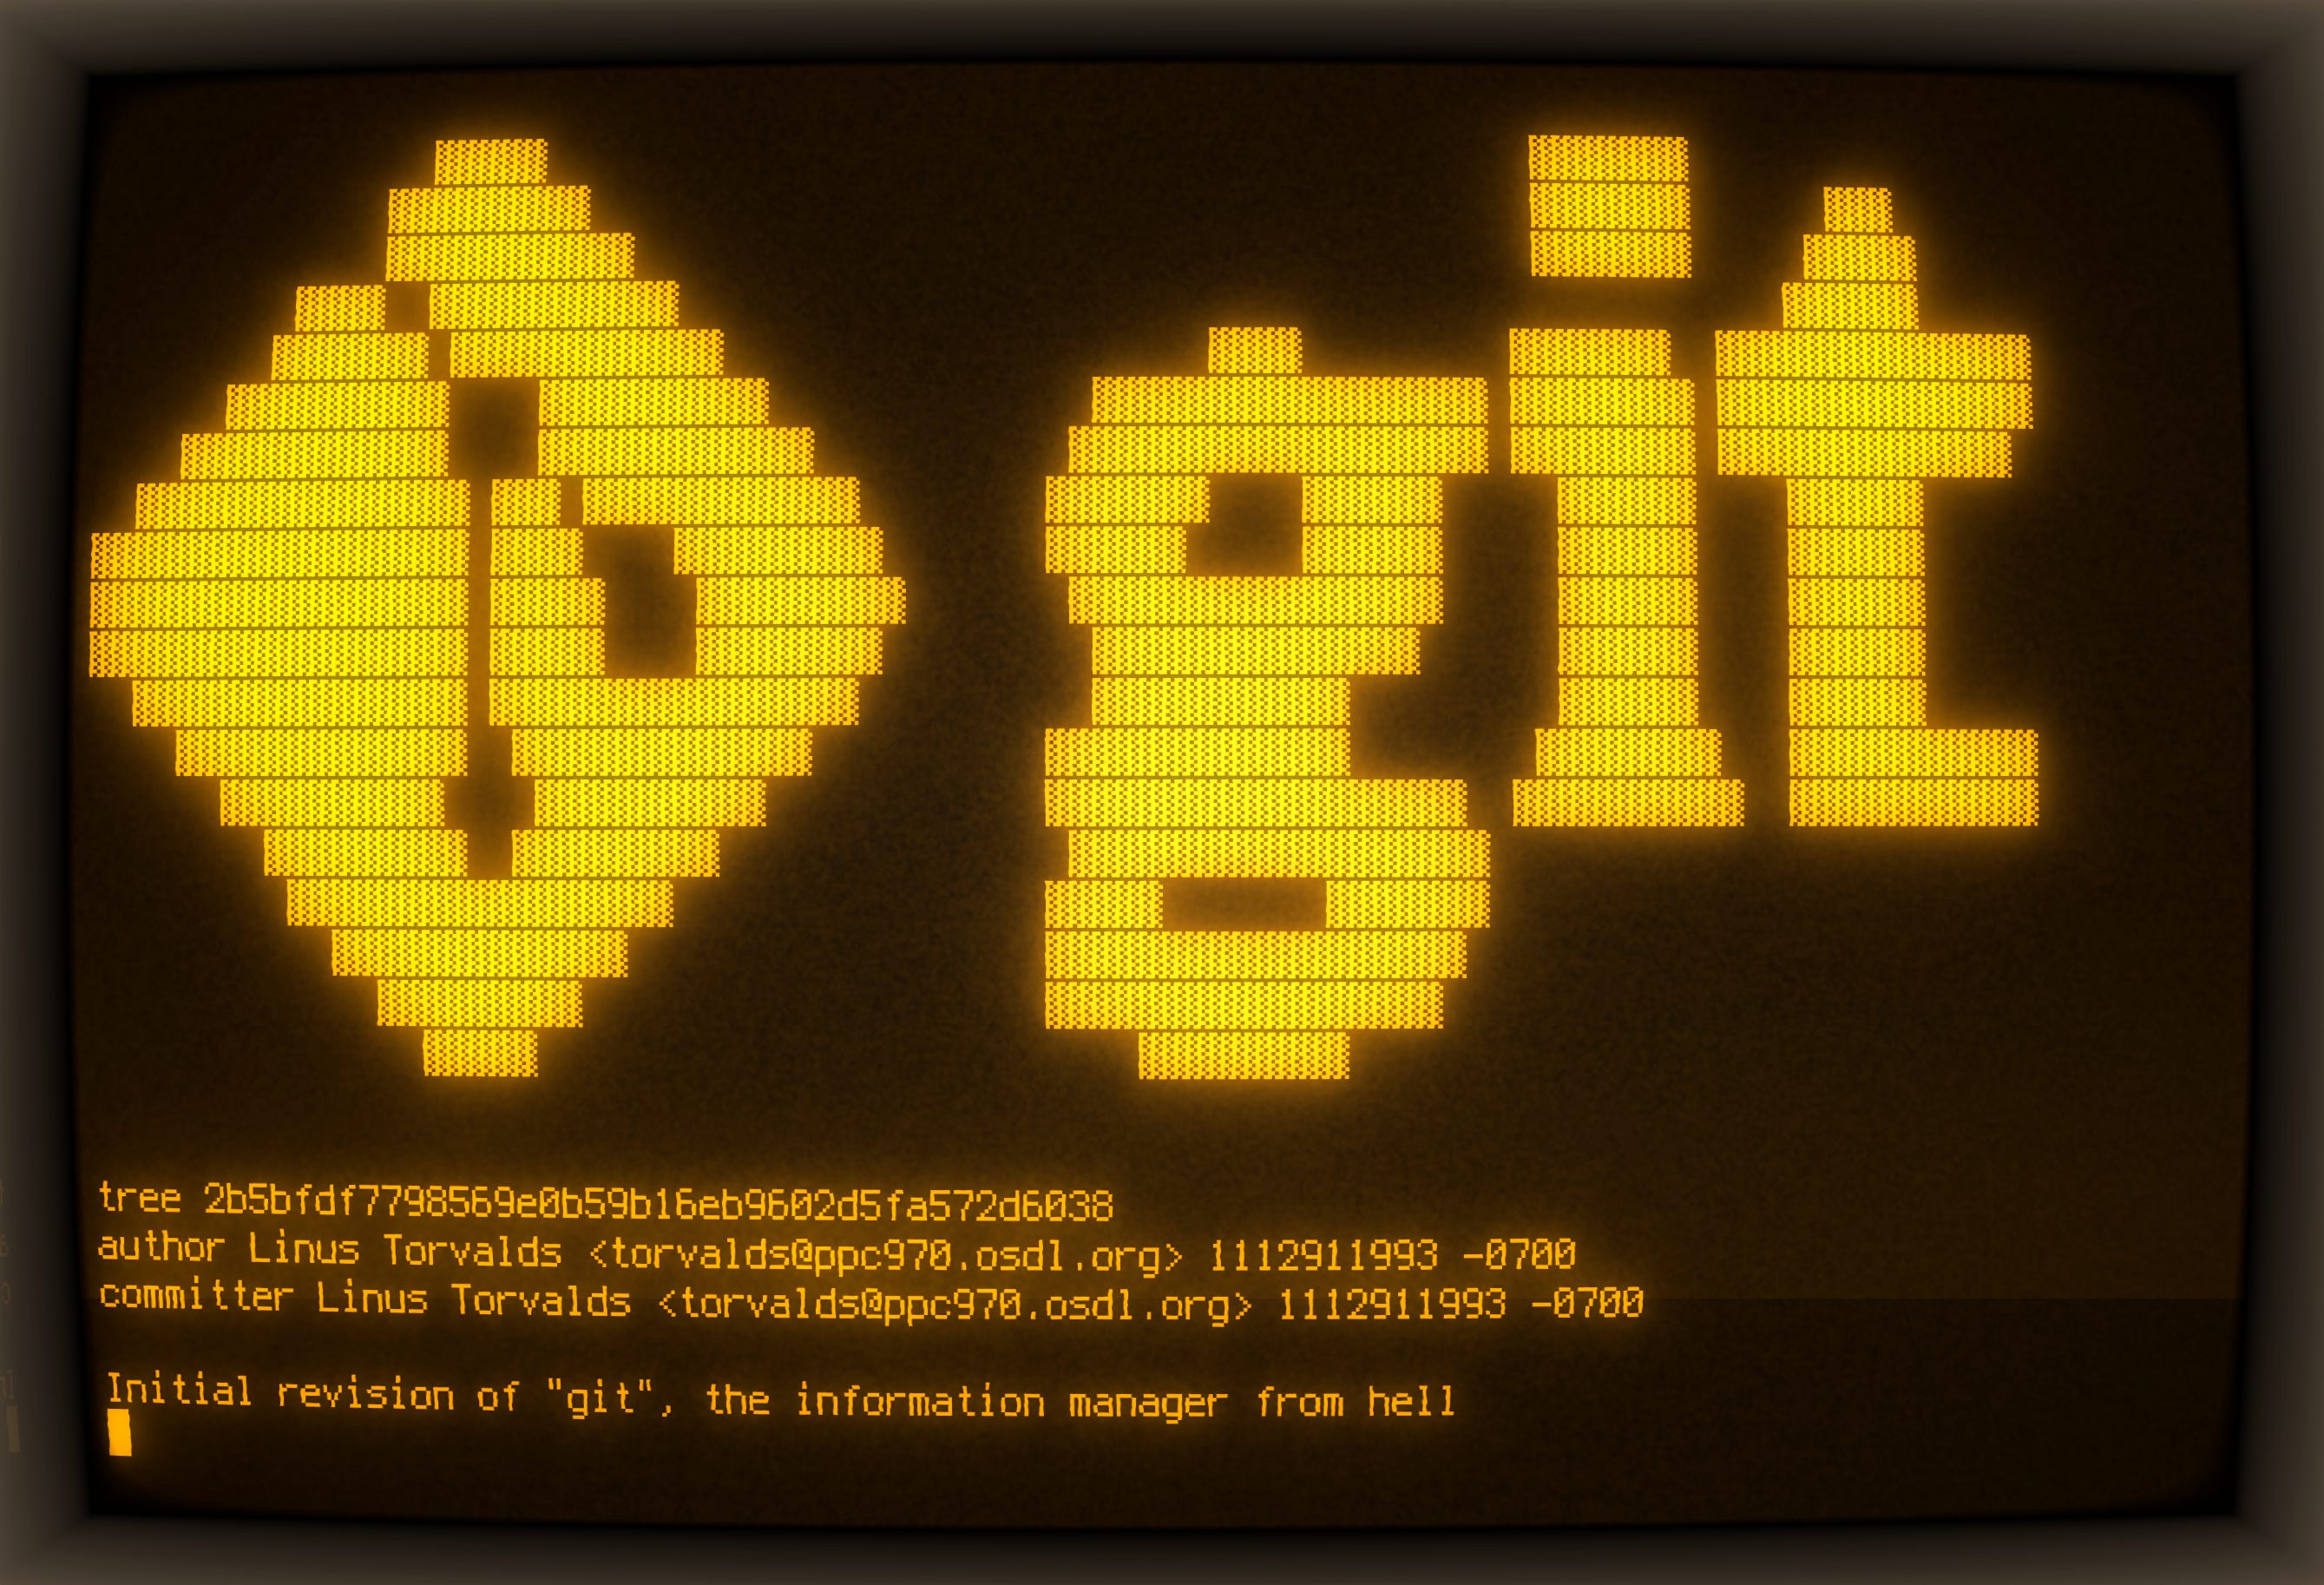 git
tree 2b5bfdf7798569e0b59b16eb9602d5fa572d6038
author Linus Torvalds <torvalds@ppc970.osdl.org> 1112911993 -0700
committer Linus Torvalds <torvalds@ppc970.osdl.org> 1112911993 -0700
Initial revision of "git", the information manager from hell